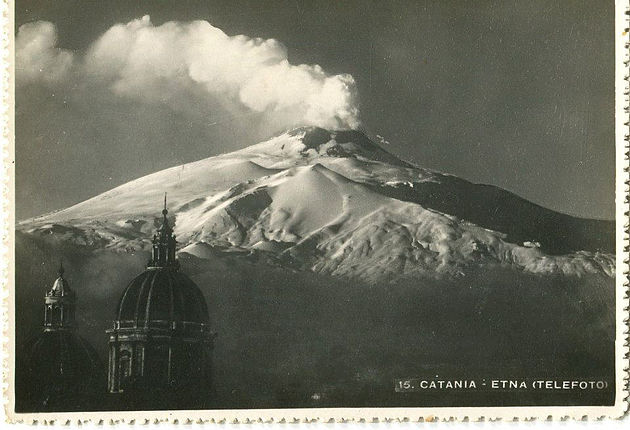 15. CATANIA - ETNA (TELEFOTO)